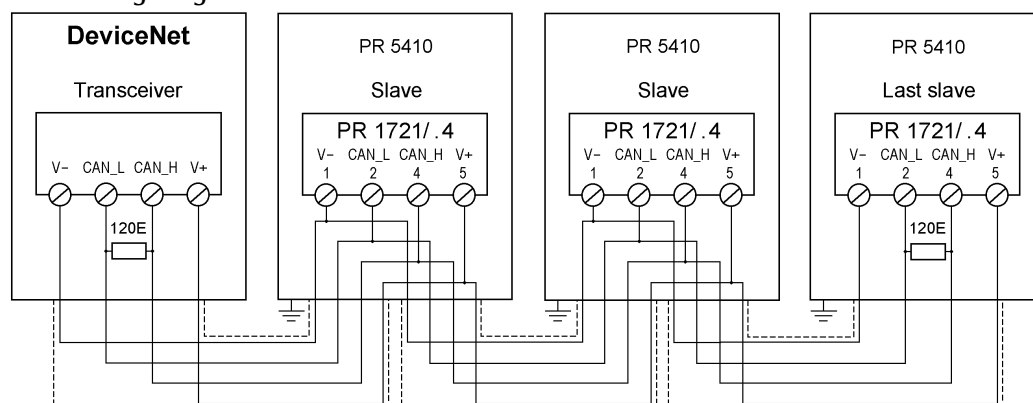 DeviceNet
Transceiver
V– CAN_L CAN_H V+
120E
PR 5410
Slave
PR 1721/ .4
V– CAN_L CAN_H V+
1 2 4 5
PR 5410
Slave
PR 1721/ .4
V– CAN_L CAN_H V+
1 2 4 5
PR 5410
Last slave
PR 1721/ .4
V– CAN_L CAN_H V+
1 2 4 5
120E